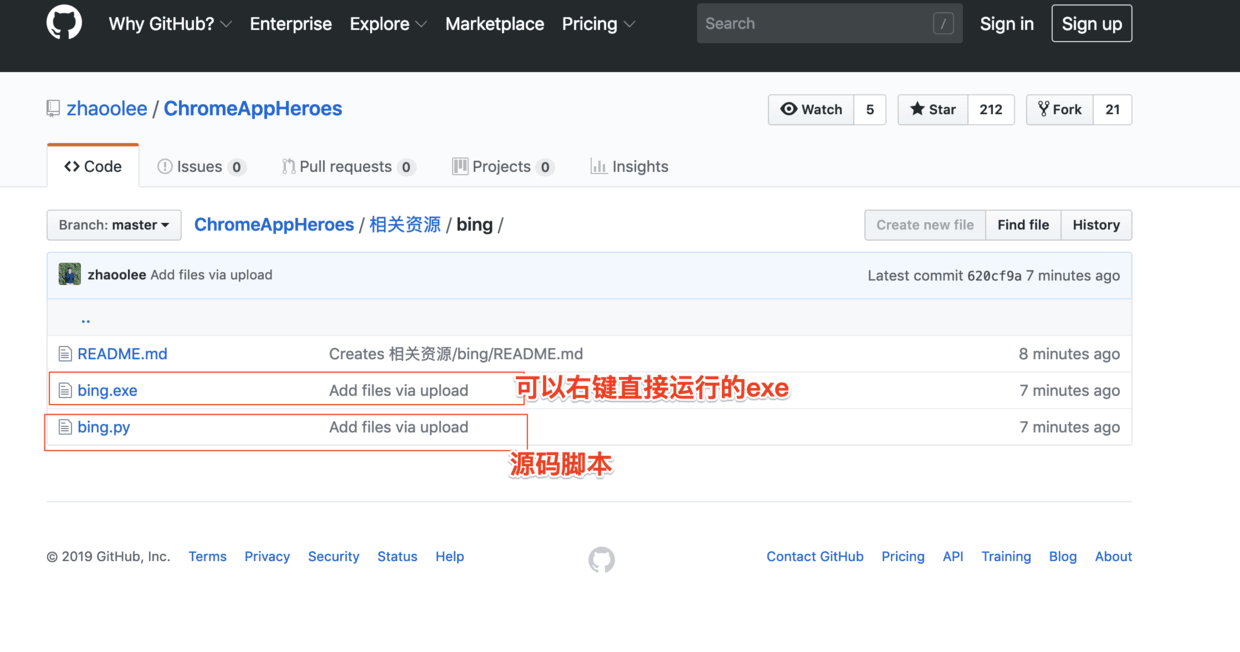 Why GitHub? Enterprise Explore Marketplace Pricing Search / Sign in Sign up
zhaoolee / ChromeAppHeroes Watch 5 Star 212 Fork 21
Code Issues 0 Pull requests 0 Projects 0 Insights
Branch: master ChromeAppHeroes / 相关资源 / bing / Create new file Find file History
zhaoolee Add files via upload Latest commit 620cf9a 7 minutes ago
..
README.md Creates 相关资源/bing/README.md 8 minutes ago
bing.exe Add files via upload 可以右键直接运行的exe 7 minutes ago
bing.py Add files via upload 7 minutes ago
源码脚本
© 2019 GitHub, Inc. Terms Privacy Security Status Help Contact GitHub Pricing API Training Blog About